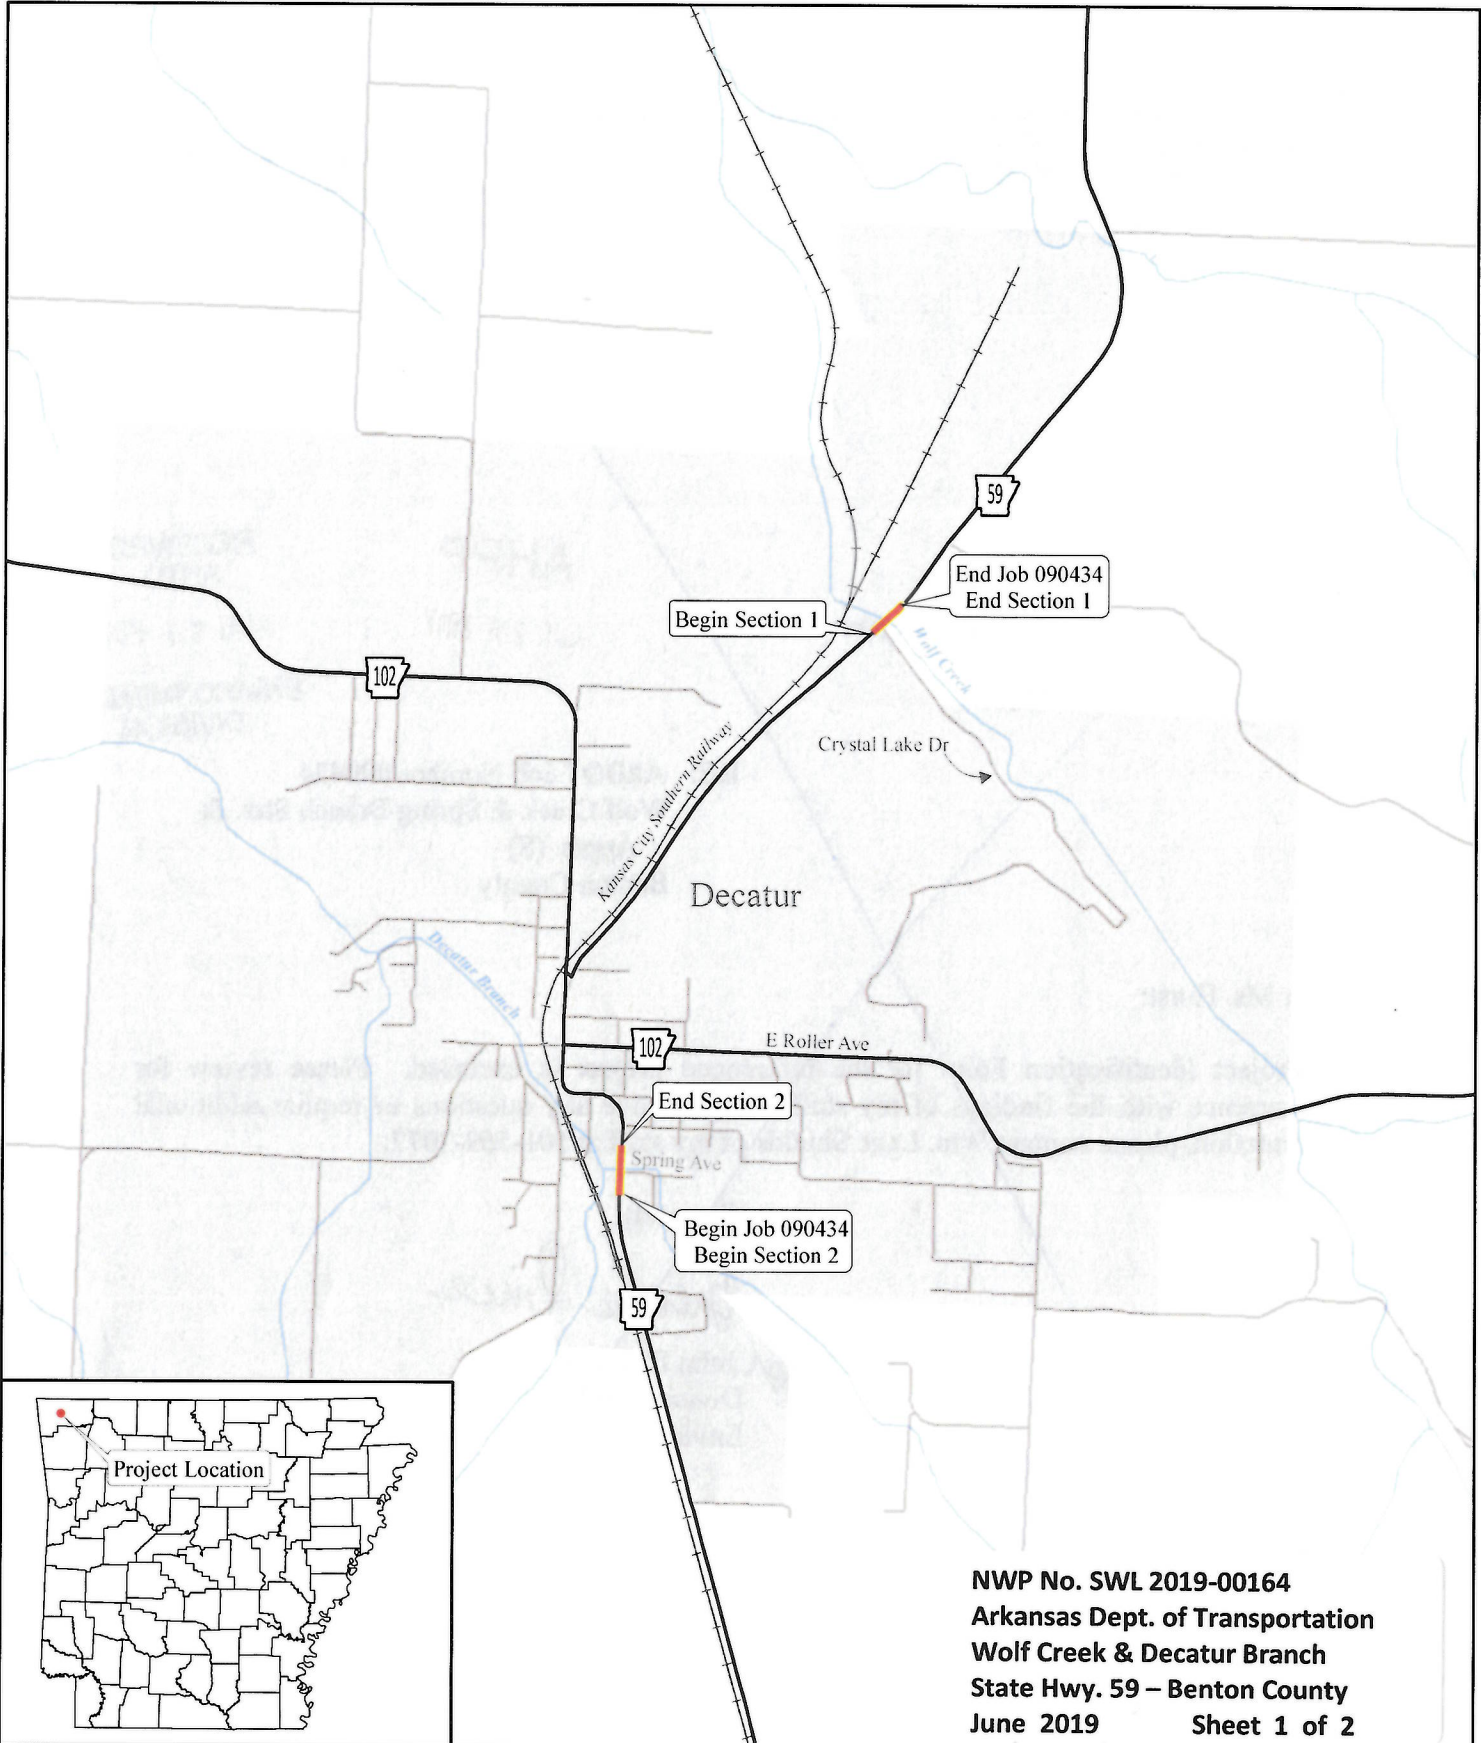 59
End Job 090434
End Section 1
Begin Section 1
Wolf Creek
102
Crystal Lake Dr
Kansas City Southern Railway
Decatur
Decatur Branch
102
E Roller Ave
End Section 2
Spring Ave
Begin Job 090434
Begin Section 2
59
Project Location
NWP No. SWL 2019-00164
Arkansas Dept. of Transportation
Wolf Creek & Decatur Branch
State Hwy. 59 – Benton County
June 2019 Sheet 1 of 2